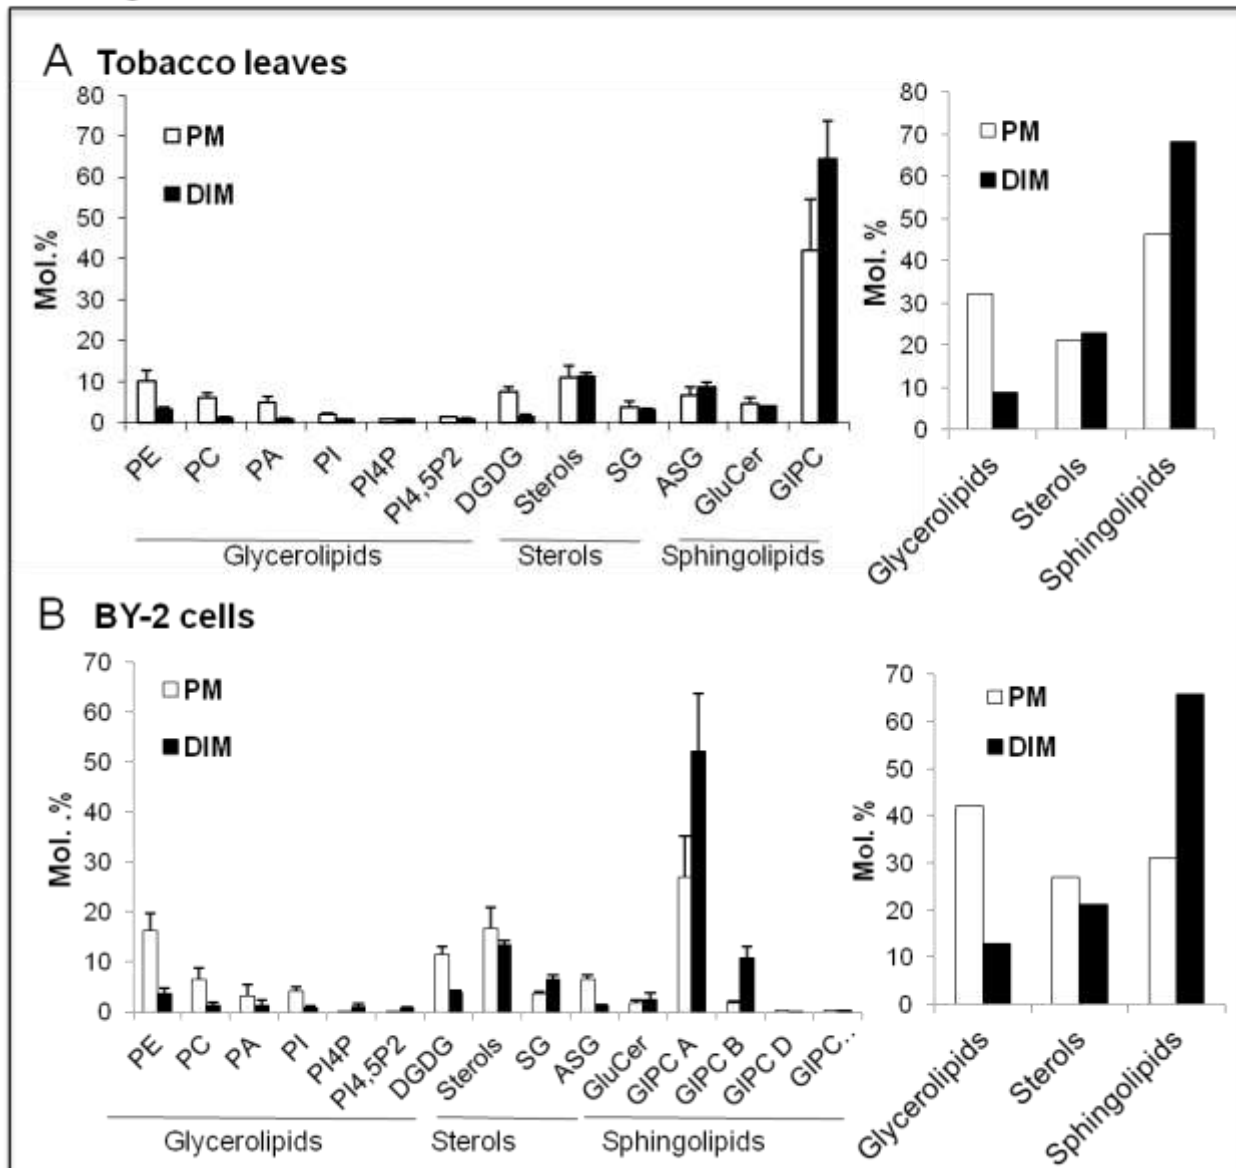 A Tobacco leaves
80
70
60
50
40
30
20
10
0
Mol.%
PM
DIM
PE
PC
PA
PI
PI4P
PI4,5P2
DGDG
Sterols
SG
ASG
GluCer
GIPC
Glycerolipids
Sterols
Sphingolipids
80
70
60
50
40
30
20
10
0
Mol. %
PM
DIM
Glycerolipids
Sterols
Sphingolipids
B BY-2 cells
70
60
50
40
30
20
10
0
Mol. .%
PM
DIM
PE
PC
PA
PI
PI4P
PI4,5P2
DGDG
Sterols
SG
ASG
GluCer
GIPC A
GIPC B
GIPC D
GIPC..
Glycerolipids
Sterols
Sphingolipids
70
60
50
40
30
20
10
0
Mol. %
PM
DIM
Glycerolipids
Sterols
Sphingolipids